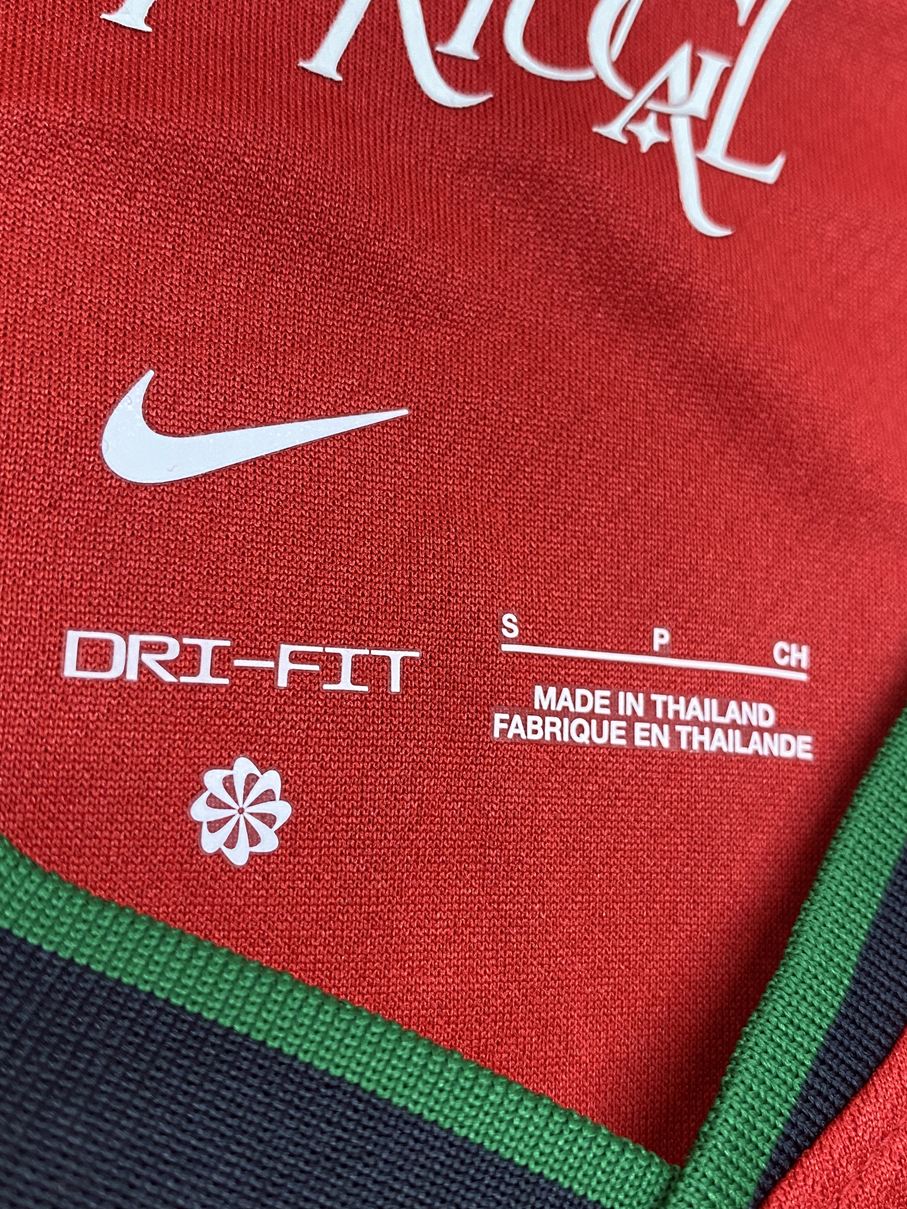 DRI-FIT
S P CH
MADE IN THAILAND
FABRIQUE EN THAILANDE